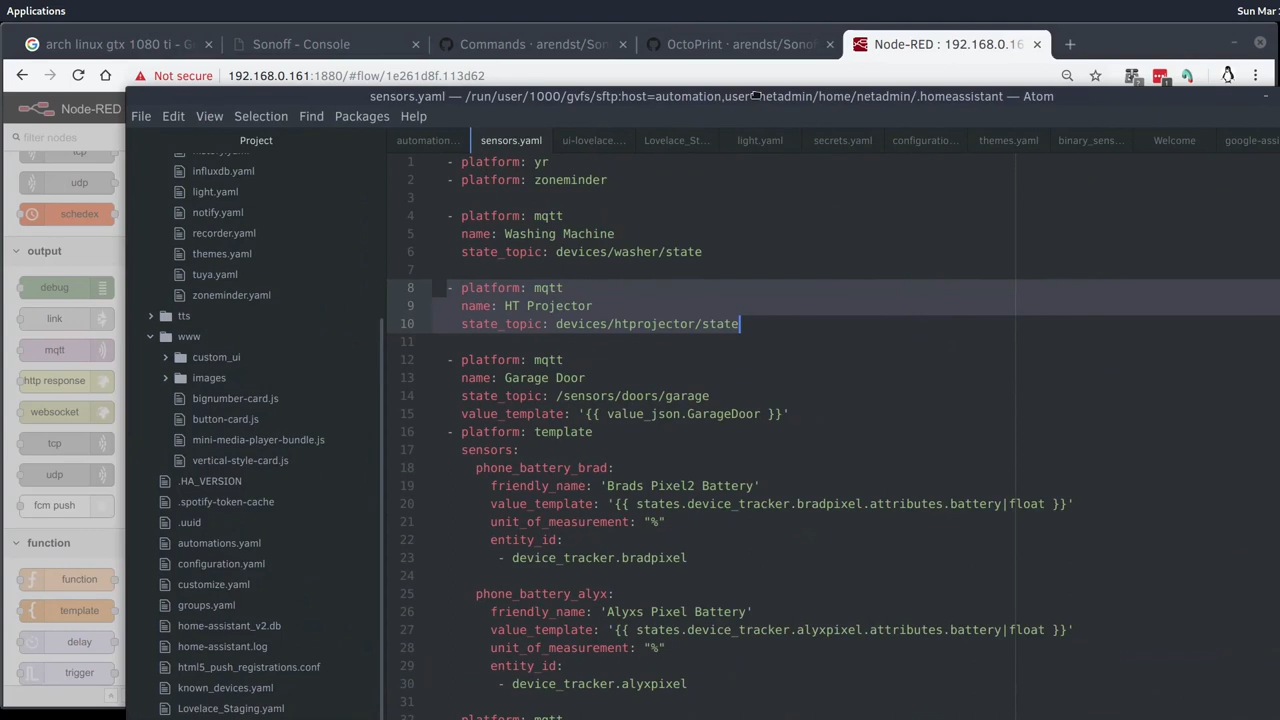 Applications
Sun Mar
arch linux gtx 1080 ti - G
Sonoff - Console
Commands · arendst/Son
OctoPrint · arendst/Sonof
Node-RED : 192.168.0.16
Not secure
192.168.0.161:1880/#flow/1e261d8f.113d62
Node-RED
sensors.yaml — /run/user/1000/gvfs/sftp:host=automation,user=netadmin/home/netadmin/.homeassistant — Atom
File Edit View Selection Find Packages Help
filter nodes
udp
schedex
output
debug
link
mqtt
http response
websocket
tcp
udp
fcm push
function
function
template
delay
trigger
Project
influxdb.yaml
light.yaml
notify.yaml
recorder.yaml
themes.yaml
tuya.yaml
zoneminder.yaml
tts
www
custom_ui
images
bignumber-card.js
button-card.js
mini-media-player-bundle.js
vertical-style-card.js
.HA_VERSION
.spotify-token-cache
.uuid
automations.yaml
configuration.yaml
customize.yaml
groups.yaml
home-assistant_v2.db
home-assistant.log
html5_push_registrations.conf
known_devices.yaml
Lovelace_Staging.yaml
automation...
sensors.yaml
ui-lovelace....
Lovelace_St...
light.yaml
secrets.yaml
configuratio...
themes.yaml
binary_sens...
Welcome
google-assi
1 - platform: yr
2 - platform: zoneminder
3
4 - platform: mqtt
5 name: Washing Machine
6 state_topic: devices/washer/state
7
8 - platform: mqtt
9 name: HT Projector
10 state_topic: devices/htprojector/state
11
12 - platform: mqtt
13 name: Garage Door
14 state_topic: /sensors/doors/garage
15 value_template: '{{ value_json.GarageDoor }}'
16 - platform: template
17 sensors:
18 phone_battery_brad:
19 friendly_name: 'Brads Pixel2 Battery'
20 value_template: '{{ states.device_tracker.bradpixel.attributes.battery|float }}'
21 unit_of_measurement: "%"
22 entity_id:
23 - device_tracker.bradpixel
24
25 phone_battery_alyx:
26 friendly_name: 'Alyxs Pixel Battery'
27 value_template: '{{ states.device_tracker.alyxpixel.attributes.battery|float }}'
28 unit_of_measurement: "%"
29 entity_id:
30 - device_tracker.alyxpixel
31
32 - platform: mqtt